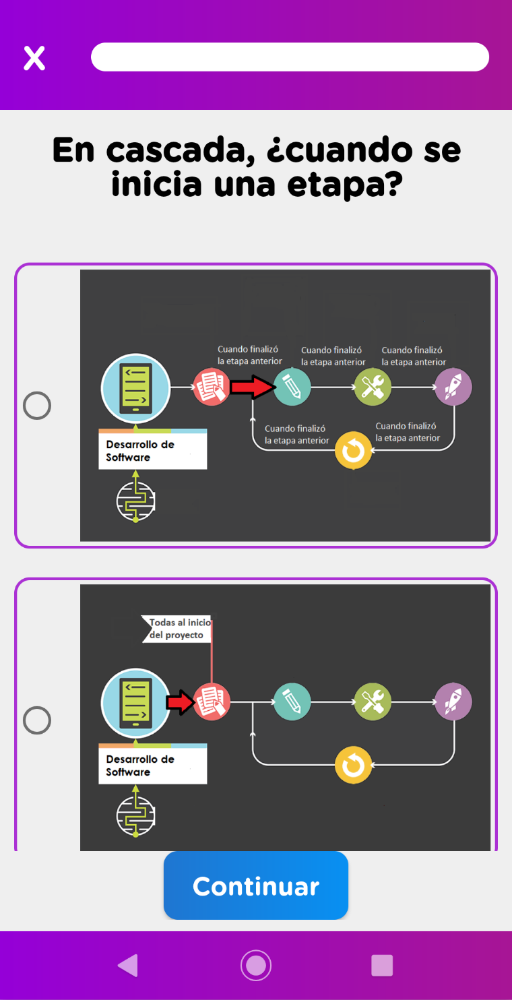 X
En cascada, ¿cuando se
inicia una etapa?
Cuando finalizó
la etapa anterior
Cuando finalizó
la etapa anterior
Cuando finalizó
la etapa anterior
Cuando finalizó
la etapa anterior
Cuando finalizó
la etapa anterior
Desarrollo de
Software
Todas al inicio
del proyecto
Desarrollo de
Software
Continuar